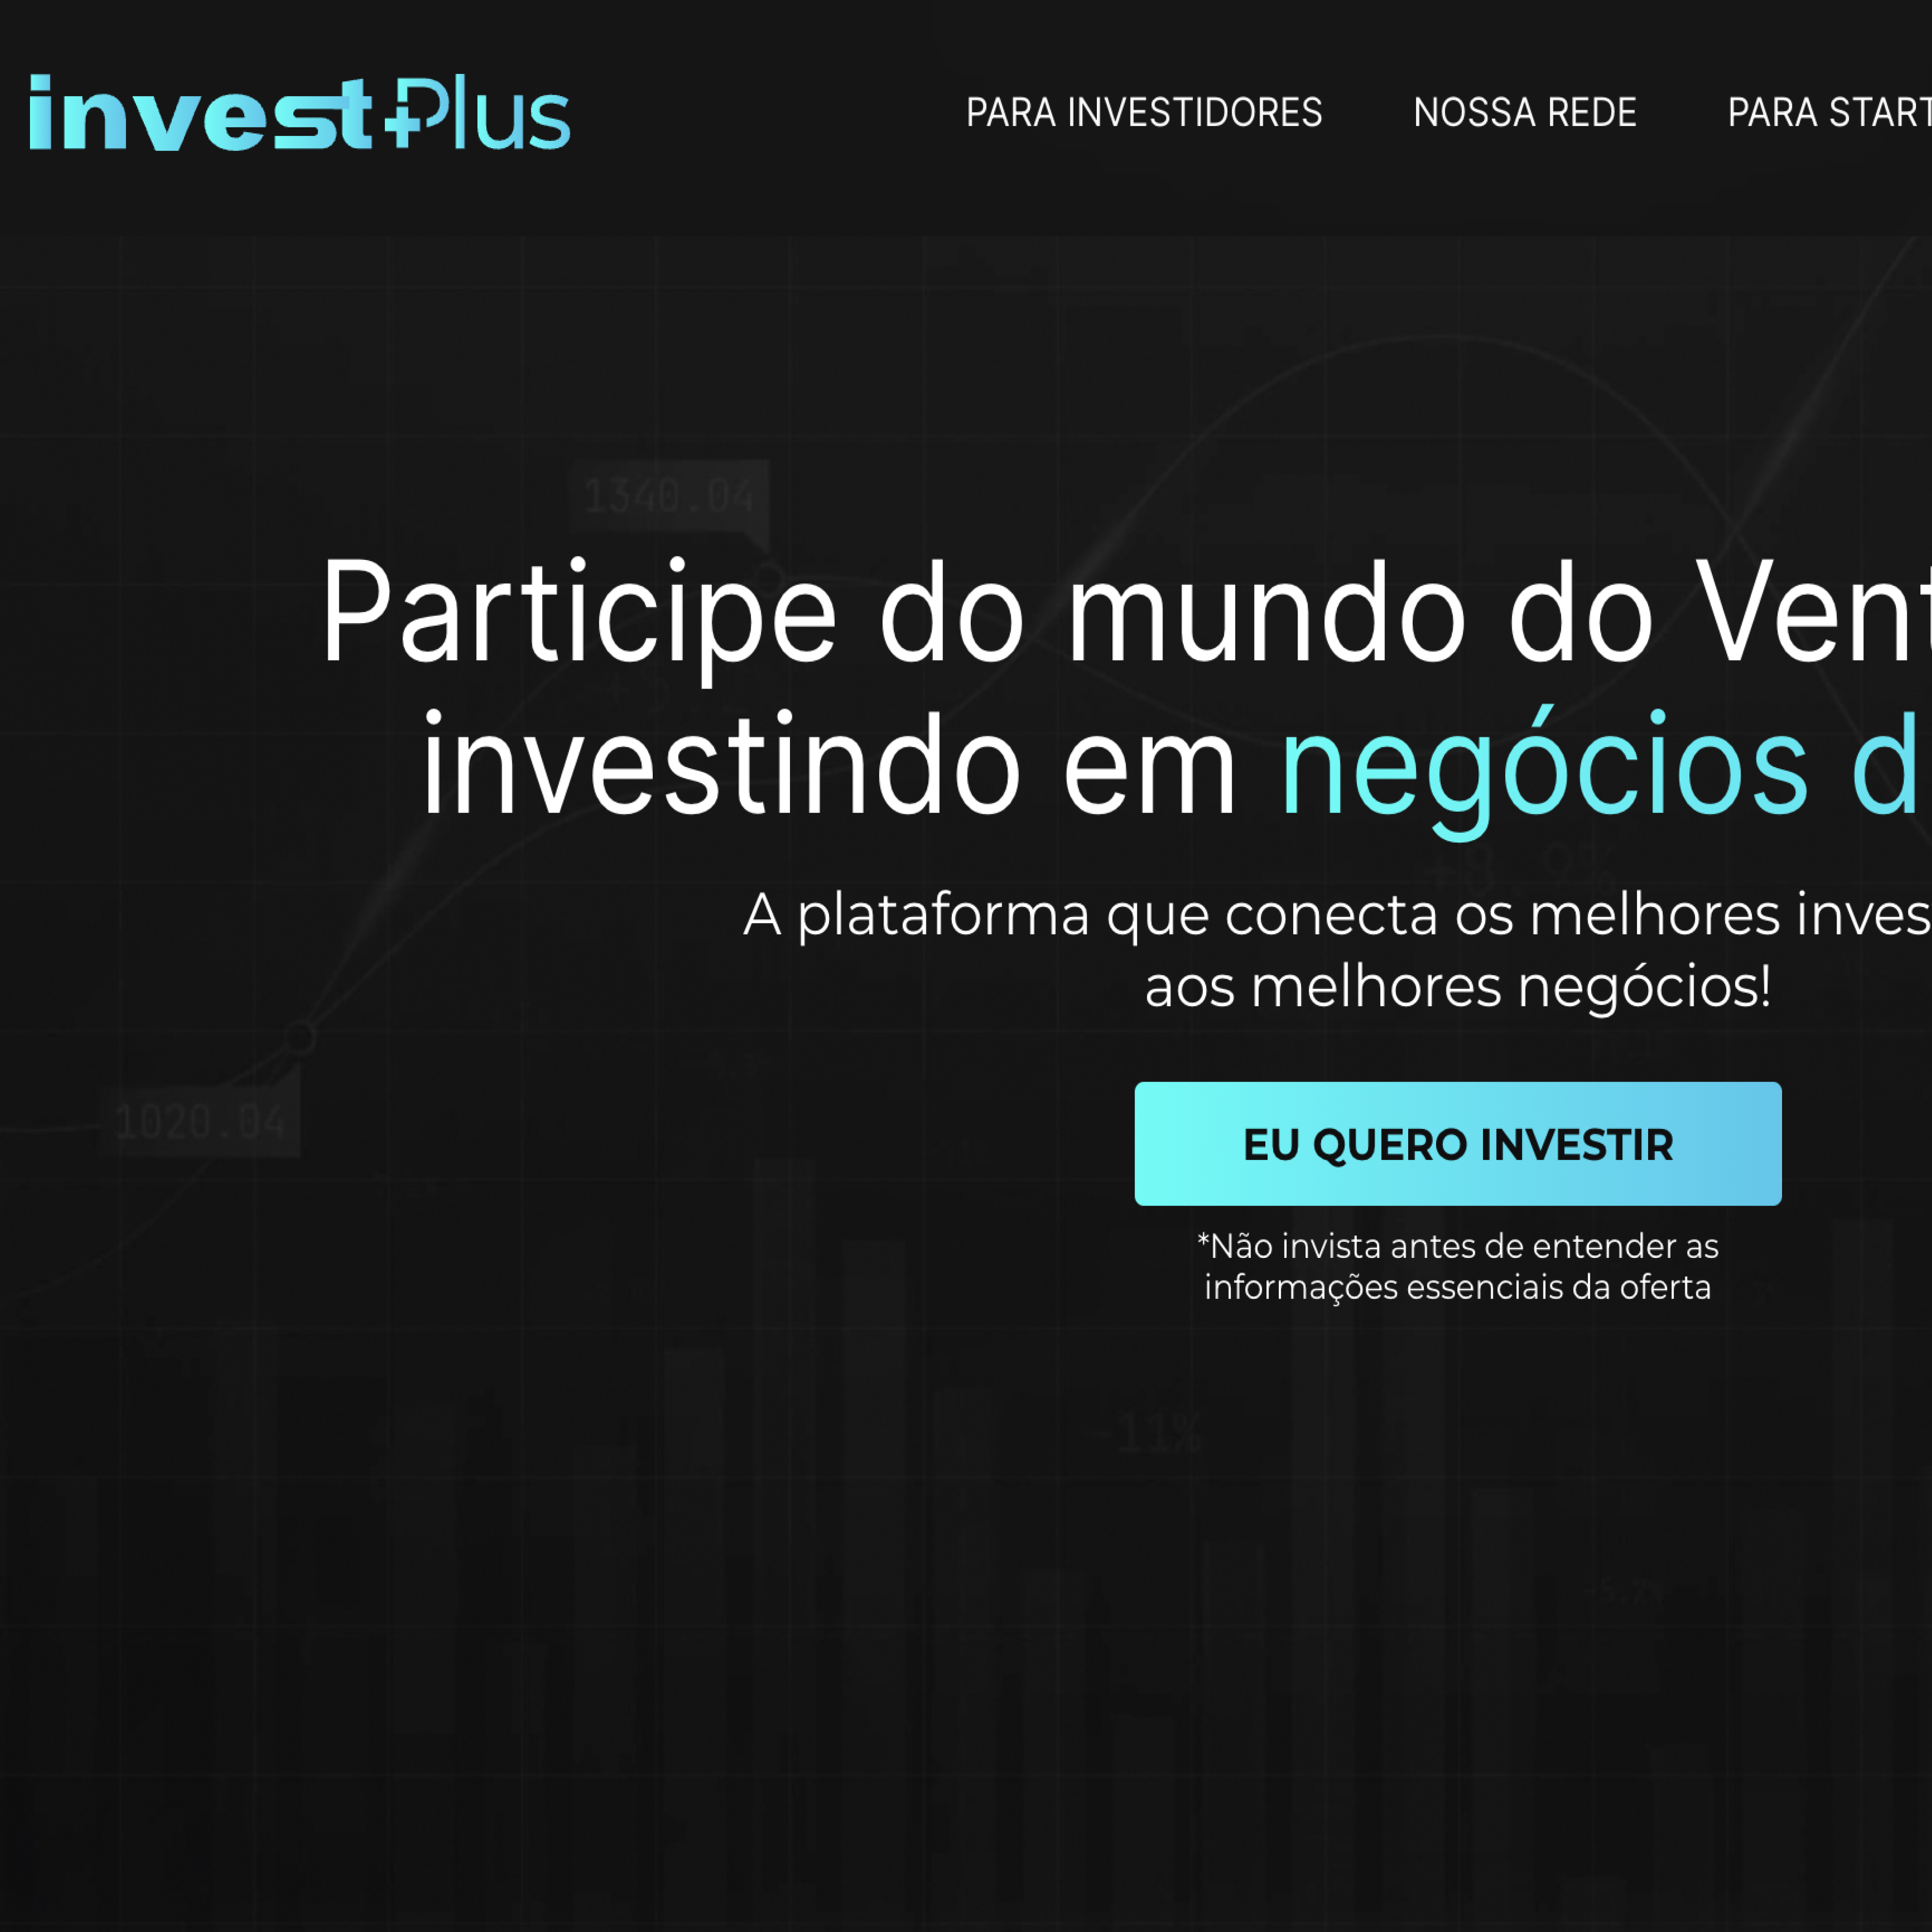 investPlus
PARA INVESTIDORES NOSSA REDE PARA START
1340.04
Participe do mundo do Vent
investindo em negócios d
+8.9%
A plataforma que conecta os melhores inves
aos melhores negócios!
1020.04
EU QUERO INVESTIR
*Não invista antes de entender as
informações essenciais da oferta
-11%